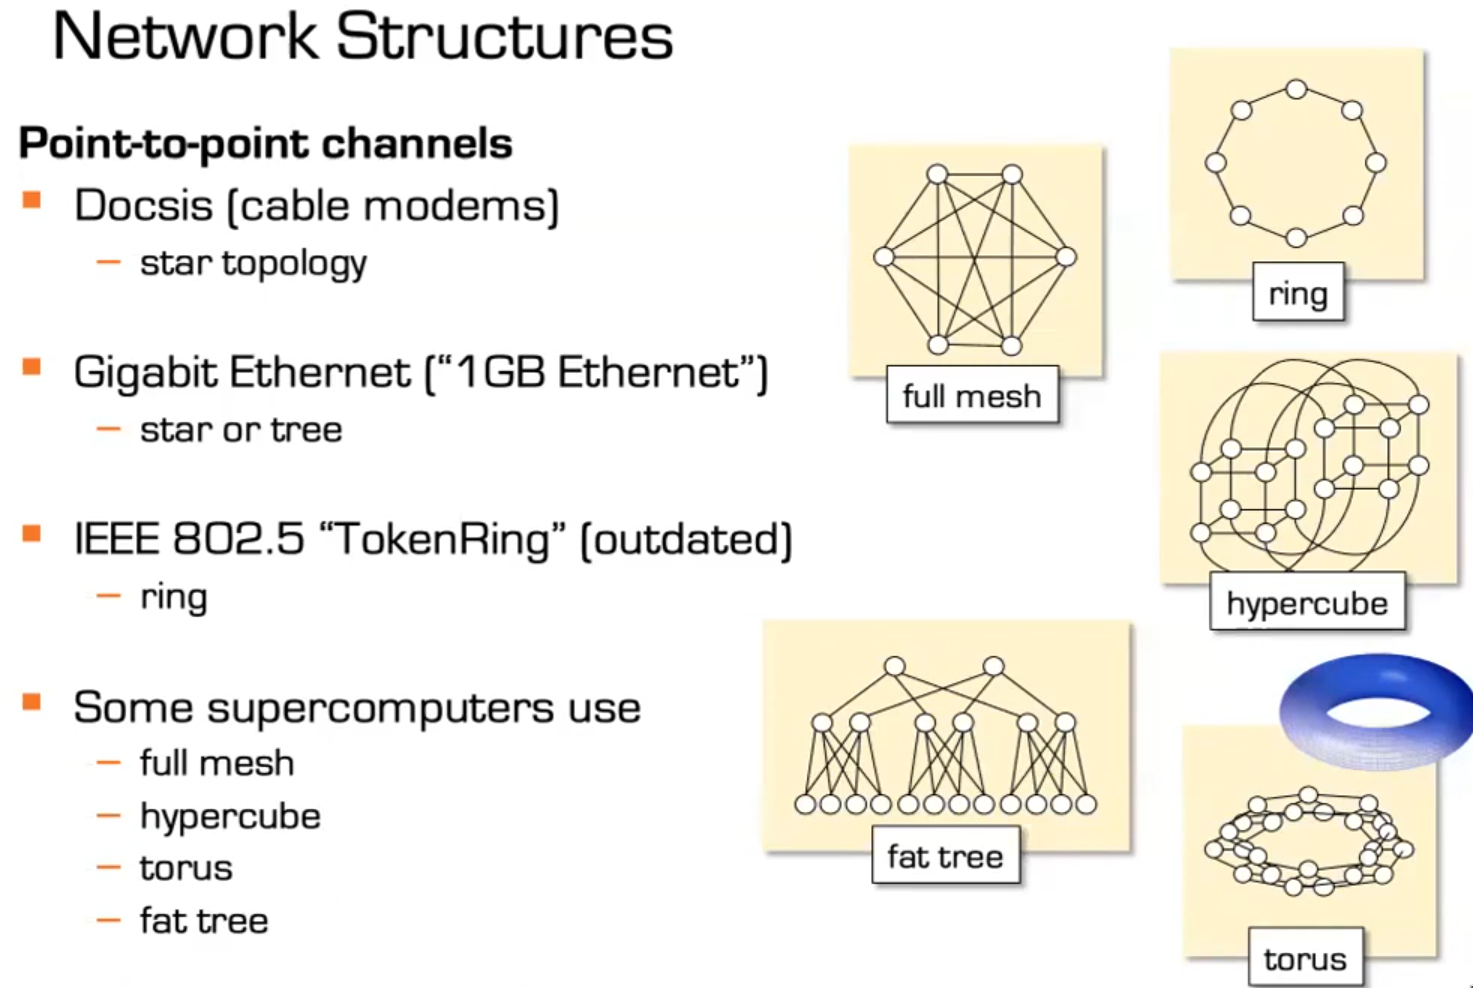 Network Structures
Point-to-point channels
Docsis (cable modems)
– star topology
Gigabit Ethernet (“1GB Ethernet”)
– star or tree
IEEE 802.5 “TokenRing” (outdated)
– ring
Some supercomputers use
– full mesh
– hypercube
– torus
– fat tree
full mesh
ring
hypercube
fat tree
torus